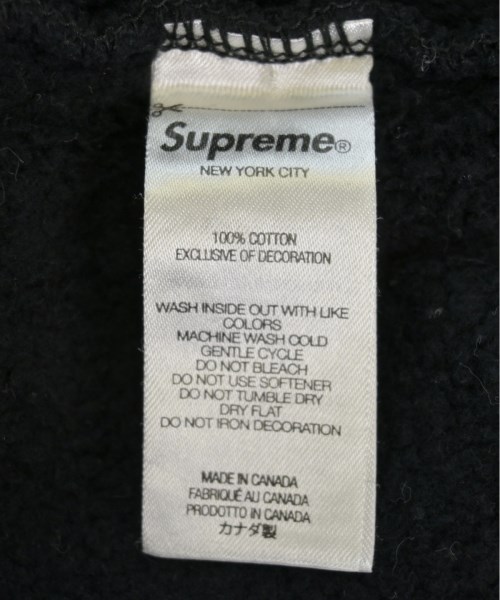 Supreme®
NEW YORK CITY
100% COTTON
EXCLUSIVE OF DECORATION
WASH INSIDE OUT WITH LIKE
COLORS
MACHINE WASH COLD
GENTLE CYCLE
DO NOT BLEACH
DO NOT USE SOFTENER
DO NOT TUMBLE DRY
DRY FLAT
DO NOT IRON DECORATION
MADE IN CANADA
FABRIQUÉ AU CANADA
PRODOTTO IN CANADA
カナダ製